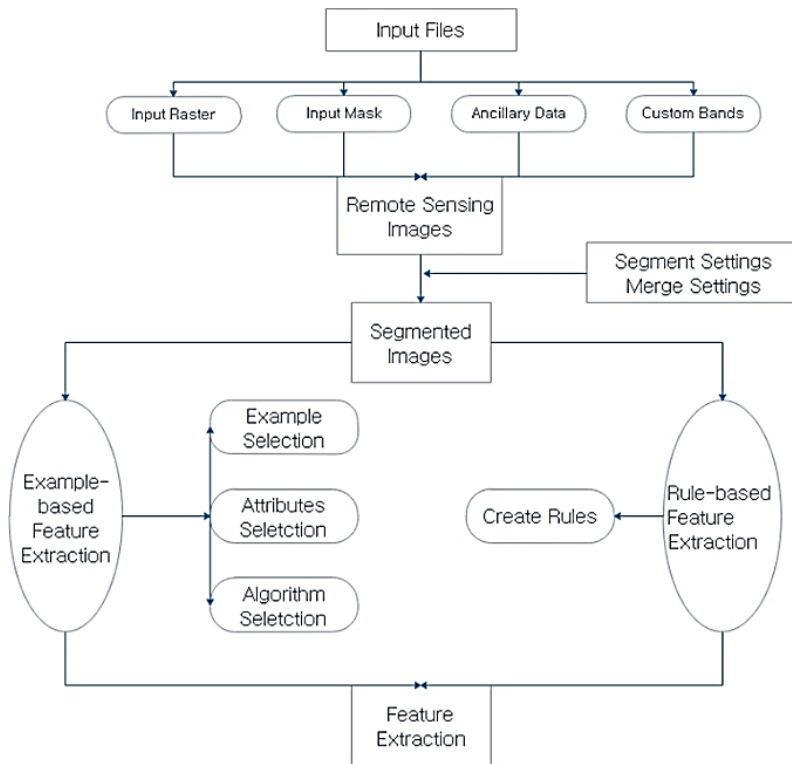 Input Files
Input Raster
Input Mask
Ancillary Data
Custom Bands
Remote Sensing
Images
Segment Settings
Merge Settings
Segmented
Images
Example-
based
Feature
Extraction
Example
Selection
Attributes
Seletction
Algorithm
Seletction
Create Rules
Rule-based
Feature
Extraction
Feature
Extraction